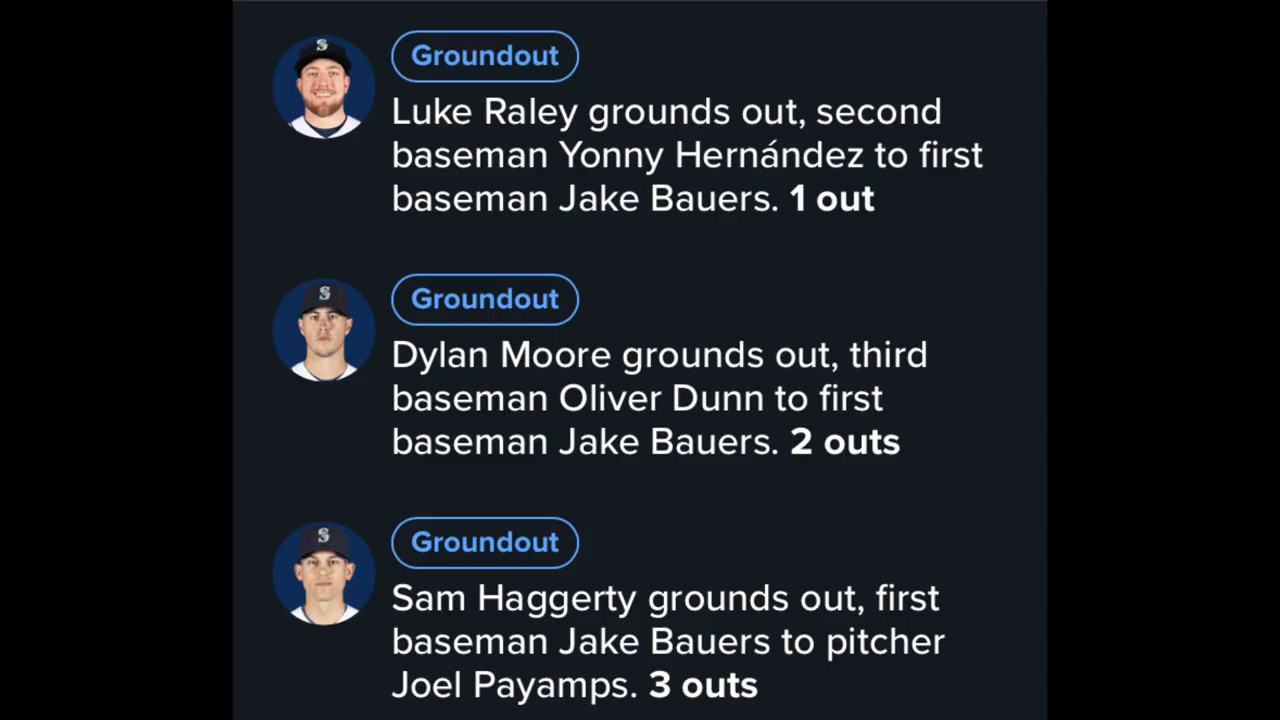 Groundout
Luke Raley grounds out, second
baseman Yonny Hernández to first
baseman Jake Bauers. 1 out
Groundout
Dylan Moore grounds out, third
baseman Oliver Dunn to first
baseman Jake Bauers. 2 outs
Groundout
Sam Haggerty grounds out, first
baseman Jake Bauers to pitcher
Joel Payamps. 3 outs